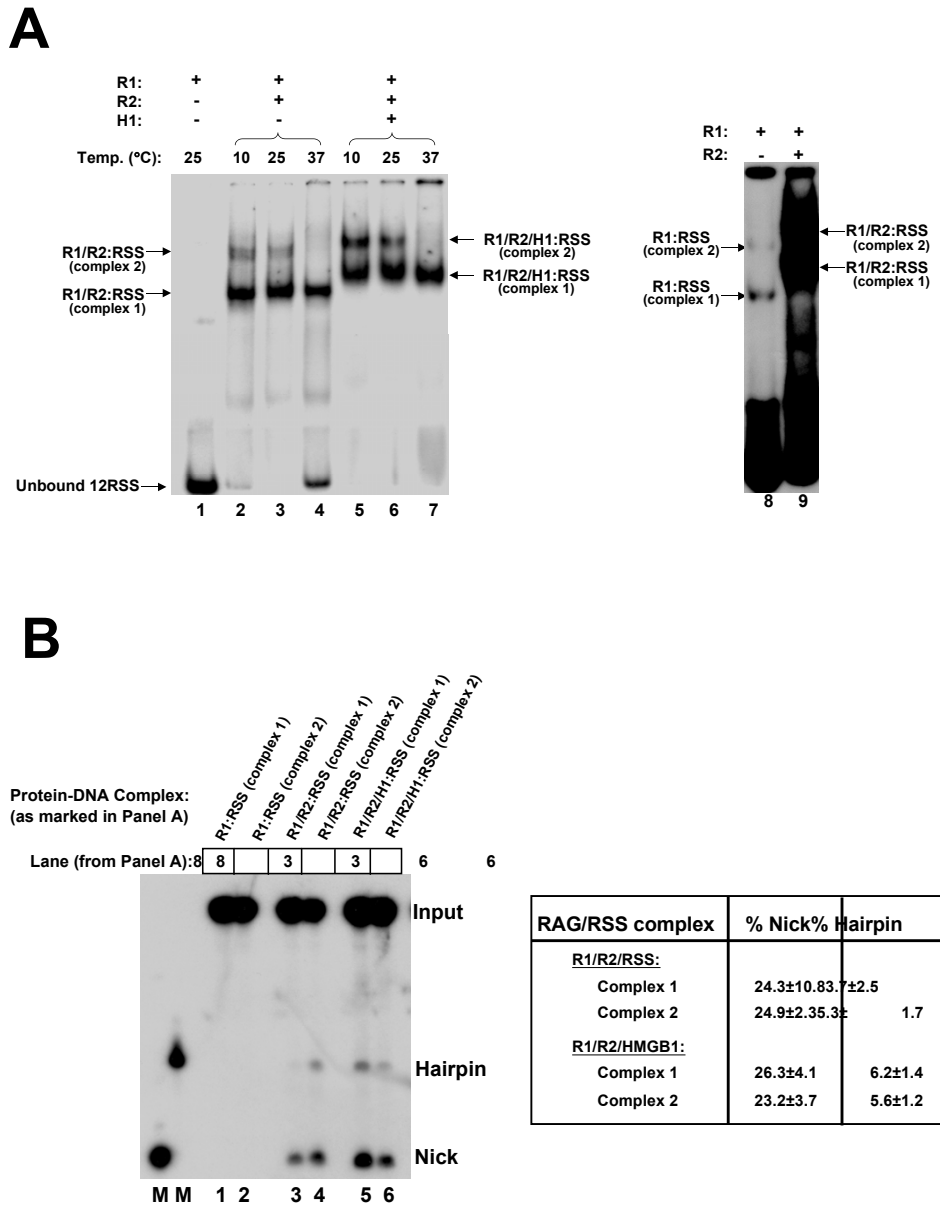 A
R1: + + +
R2: - + +
H1: - - +
Temp. (°C): 25 10 25 37 10 25 37
R1/R2:RSS
(complex 2)
R1/R2:RSS
(complex 1)
Unbound 12RSS
R1/R2/H1:RSS
(complex 2)
R1/R2/H1:RSS
(complex 1)
1 2 3 4 5 6 7
R1: + +
R2: - +
R1:RSS
(complex 2)
R1:RSS
(complex 1)
R1/R2:RSS
(complex 2)
R1/R2:RSS
(complex 1)
8 9
B
Protein-DNA Complex:
(as marked in Panel A)
R1:RSS (complex 1)
R1:RSS (complex 2)
R1/R2:RSS (complex 1)
R1/R2:RSS (complex 2)
R1/R2/H1:RSS (complex 1)
R1/R2/H1:RSS (complex 2)
Lane (from Panel A):8 8 3 3 6 6
Input
Hairpin
Nick
M M 1 2 3 4 5 6
RAG/RSS complex % Nick% Hairpin
R1/R2/RSS:
Complex 1 24.3±10.83.7±2.5
Complex 2 24.9±2.35.3± 1.7
R1/R2/HMGB1:
Complex 1 26.3±4.1 6.2±1.4
Complex 2 23.2±3.7 5.6±1.2